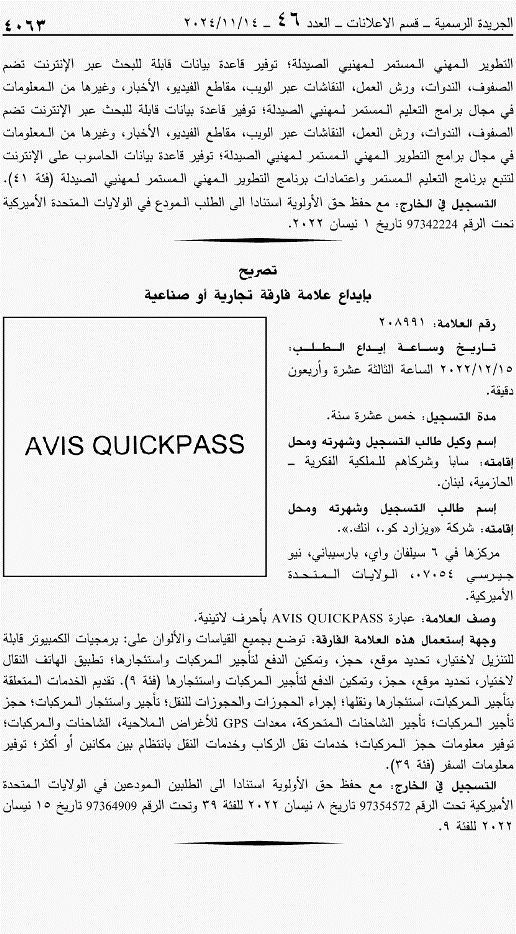 الجريدة الرسمية ـ قسم الاعلانات ـ العدد ٤٦ ـ ٢٠٢٤/١١/١٤
٤٠٦٣
التطوير المهني المستمر لمهنيي الصيدلة؛ توفير قاعدة بيانات قابلة للبحث عبر الإنترنت تضم
الصفوف، الندوات، ورش العمل، النقاشات عبر الويب، مقاطع الفيديو، الأخبار، وغيرها من المعلومات
في مجال برامج التعليم المستمر لمهنيي الصيدلة؛ توفير قاعدة بيانات قابلة للبحث عبر الإنترنت تضم
الصفوف، الندوات، ورش العمل، النقاشات عبر الويب، مقاطع الفيديو، الأخبار، وغيرها من المعلومات
في مجال برامج التطوير المهني المستمر لمهنيي الصيدلة؛ توفير قاعدة بيانات الحاسوب على الإنترنت
لتتبع برنامج التعليم المستمر واعتمادات برنامج التطوير المهني المستمر لمهنيي الصيدلة (فئة ٤١).
التسجيل في الخارج: مع حفظ حق الأولوية استنادا الى الطلب المودع في الولايات المتحدة الأميركية
تحت الرقم 97342224 تاريخ ١ نيسان ٢٠٢٢.
تصريح
بإيداع علامة فارقة تجارية أو صناعية
رقم العلامة: ٢٠٨٩٩١
تاريخ وساعة إيداع الطلب:
٢٠٢٢/١٢/١٥ الساعة الثالثة عشرة وأربعون
دقيقة.
مدة التسجيل: خمس عشرة سنة.
إسم وكيل طالب التسجيل وشهرته ومحل
إقامته: سابا وشركاهم للملكية الفكرية ـ
الحازمية، لبنان.
إسم طالب التسجيل وشهرته ومحل
إقامته: شركة «ويزارد كو.، انك.».
مركزها في ٦ سيلفان واي، بارسيباني، نيو
جيرسي ٠٧٠٥٤، الولايات المتحدة
الأميركية.
AVIS QUICKPASS
وصف العلامة: عبارة AVIS QUICKPASS بأحرف لاتينية.
وجهة إستعمال هذه العلامة الفارقة: توضع بجميع القياسات والألوان على: برمجيات الكمبيوتر قابلة
للتنزيل لاختيار، تحديد موقع، حجز، وتمكين الدفع لتأجير المركبات واستئجارها؛ تطبيق الهاتف النقال
لاختيار، تحديد موقع، حجز، وتمكين الدفع لتأجير المركبات واستئجارها (فئة ٩). تقديم الخدمات المتعلقة
بتأجير المركبات، استئجارها ونقلها؛ إجراء الحجوزات والحجوزات للنقل؛ تأجير واستئجار المركبات؛ حجز
تأجير المركبات؛ تأجير الشاحنات المتحركة، معدات GPS للأغراض الملاحية، الشاحنات والمركبات؛
توفير معلومات حجز المركبات؛ خدمات نقل الركاب وخدمات النقل بانتظام بين مكانين أو أكثر؛ توفير
معلومات السفر (فئة ٣٩).
التسجيل في الخارج: مع حفظ حق الأولوية استنادا الى الطلبين المودعين في الولايات المتحدة
الأميركية تحت الرقم 97354572 تاريخ ٨ نيسان ٢٠٢٢ للفئة ٣٩ وتحت الرقم 97364909 تاريخ ١٥ نيسان
٢٠٢٢ للفئة ٩.